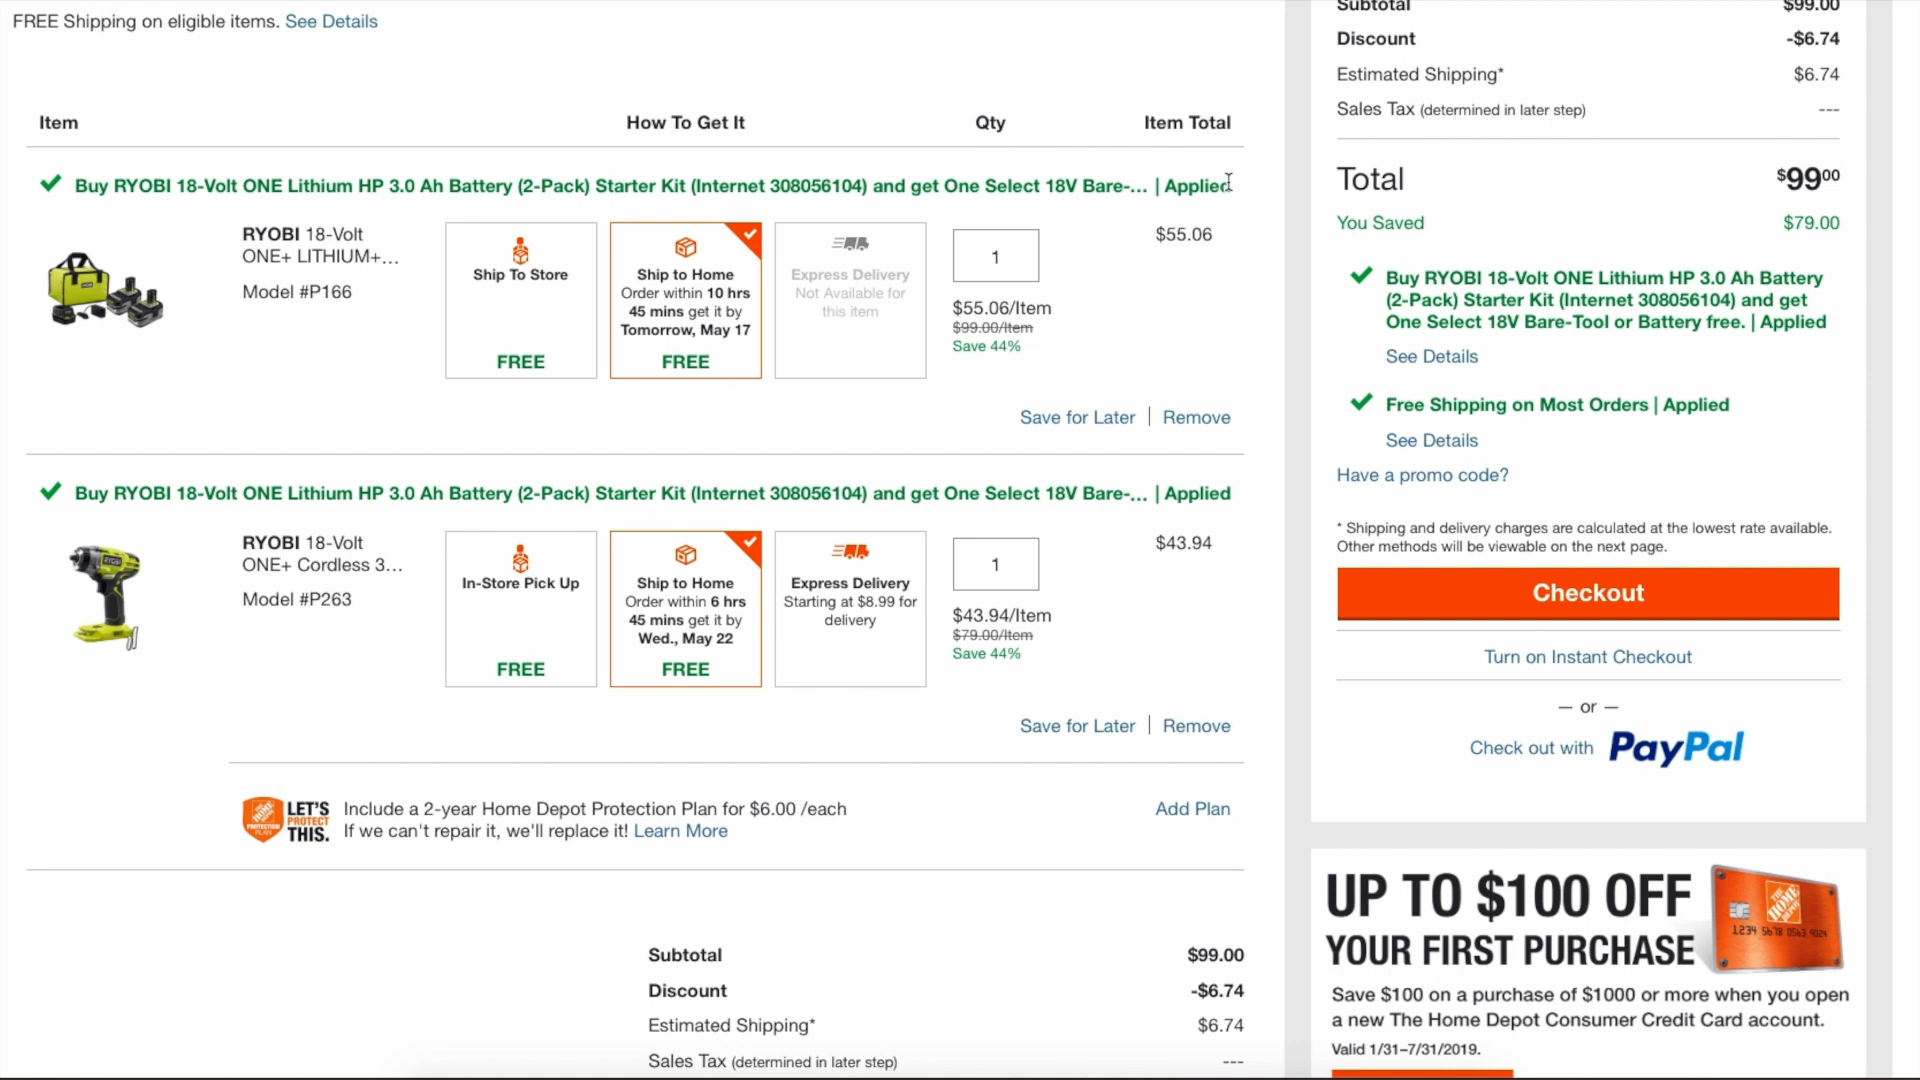 FREE Shipping on eligible items. See Details
Item How To Get It Qty Item Total
Buy RYOBI 18-Volt ONE Lithium HP 3.0 Ah Battery (2-Pack) Starter Kit (Internet 308056104) and get One Select 18V Bare-... | Applied
RYOBI 18-Volt
ONE+ LITHIUM+...
Model #P166
Ship To Store
FREE
Ship to Home
Order within 10 hrs
45 mins get it by
Tomorrow, May 17
FREE
Express Delivery
Not Available for
this item
1
$55.06/Item
$99.00/Item
Save 44%
$55.06
Save for Later | Remove
Buy RYOBI 18-Volt ONE Lithium HP 3.0 Ah Battery (2-Pack) Starter Kit (Internet 308056104) and get One Select 18V Bare-... | Applied
RYOBI 18-Volt
ONE+ Cordless 3...
Model #P263
In-Store Pick Up
FREE
Ship to Home
Order within 6 hrs
45 mins get it by
Wed., May 22
FREE
Express Delivery
Starting at $8.99 for
delivery
1
$43.94/Item
$79.00/Item
Save 44%
$43.94
Save for Later | Remove
LET'S
PROTECT
THIS.
Include a 2-year Home Depot Protection Plan for $6.00 /each
If we can't repair it, we'll replace it! Learn More
Add Plan
Subtotal $99.00
Discount -$6.74
Estimated Shipping* $6.74
Sales Tax (determined in later step) ---
Subtotal $99.00
Discount -$6.74
Estimated Shipping* $6.74
Sales Tax (determined in later step) ---
Total $99.00
You Saved $79.00
Buy RYOBI 18-Volt ONE Lithium HP 3.0 Ah Battery
(2-Pack) Starter Kit (Internet 308056104) and get
One Select 18V Bare-Tool or Battery free. | Applied
See Details
Free Shipping on Most Orders | Applied
See Details
Have a promo code?
* Shipping and delivery charges are calculated at the lowest rate available.
Other methods will be viewable on the next page.
Checkout
Turn on Instant Checkout
— or —
Check out with PayPal
UP TO $100 OFF
YOUR FIRST PURCHASE
THE HOME DEPOT
1234 5678 0563 9024
Save $100 on a purchase of $1000 or more when you open
a new The Home Depot Consumer Credit Card account.
Valid 1/31–7/31/2019.